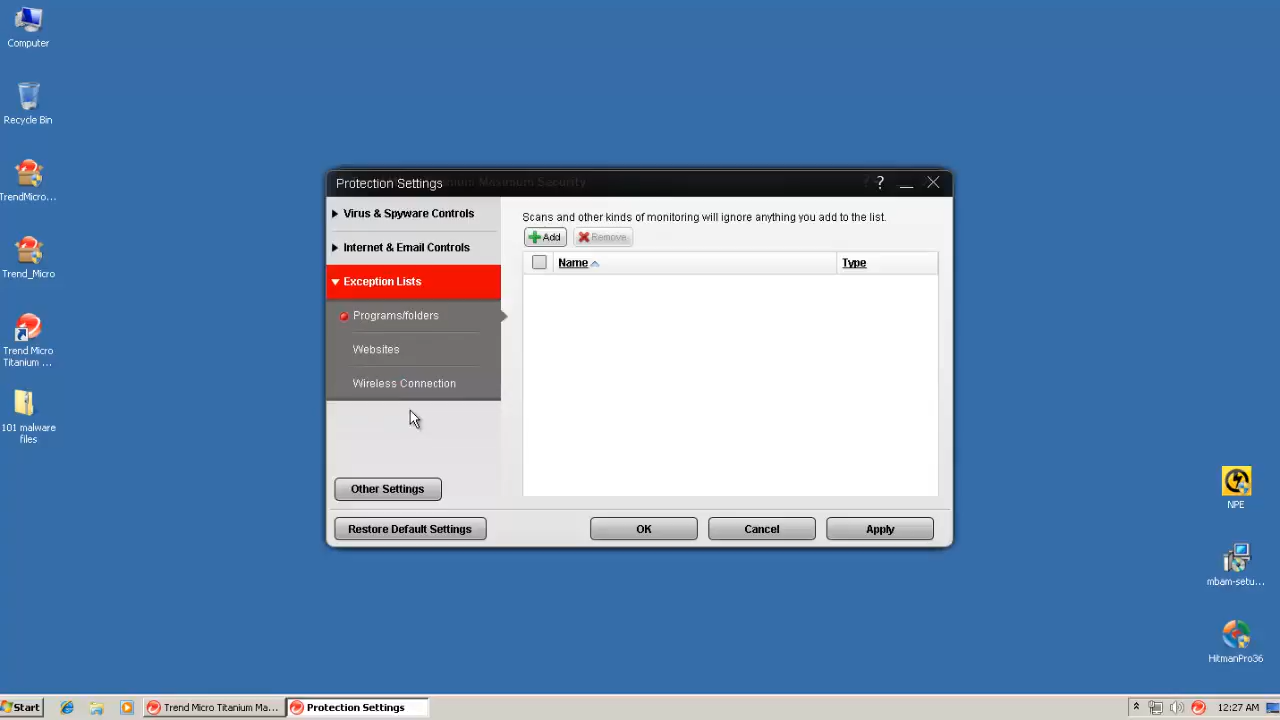 Computer
Recycle Bin
TrendMicro...
Trend_Micro
Trend Micro
Titanium ...
101 malware
files
Protection Settings
?
Virus & Spyware Controls
Internet & Email Controls
Exception Lists
Programs/folders
Websites
Wireless Connection
Other Settings
Scans and other kinds of monitoring will ignore anything you add to the list.
Add
Remove
Name
Type
Restore Default Settings
OK
Cancel
Apply
NPE
mbam-setu...
HitmanPro36
Start
Trend Micro Titanium Ma...
Protection Settings
12:27 AM